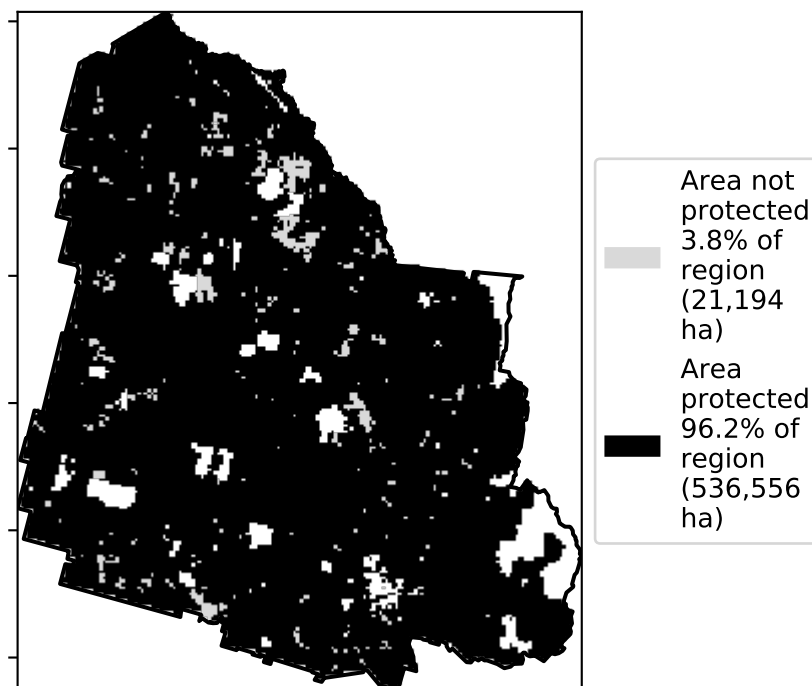 Area not
protected
3.8% of
region
(21,194
ha)
Area
protected
96.2% of
region
(536,556
ha)